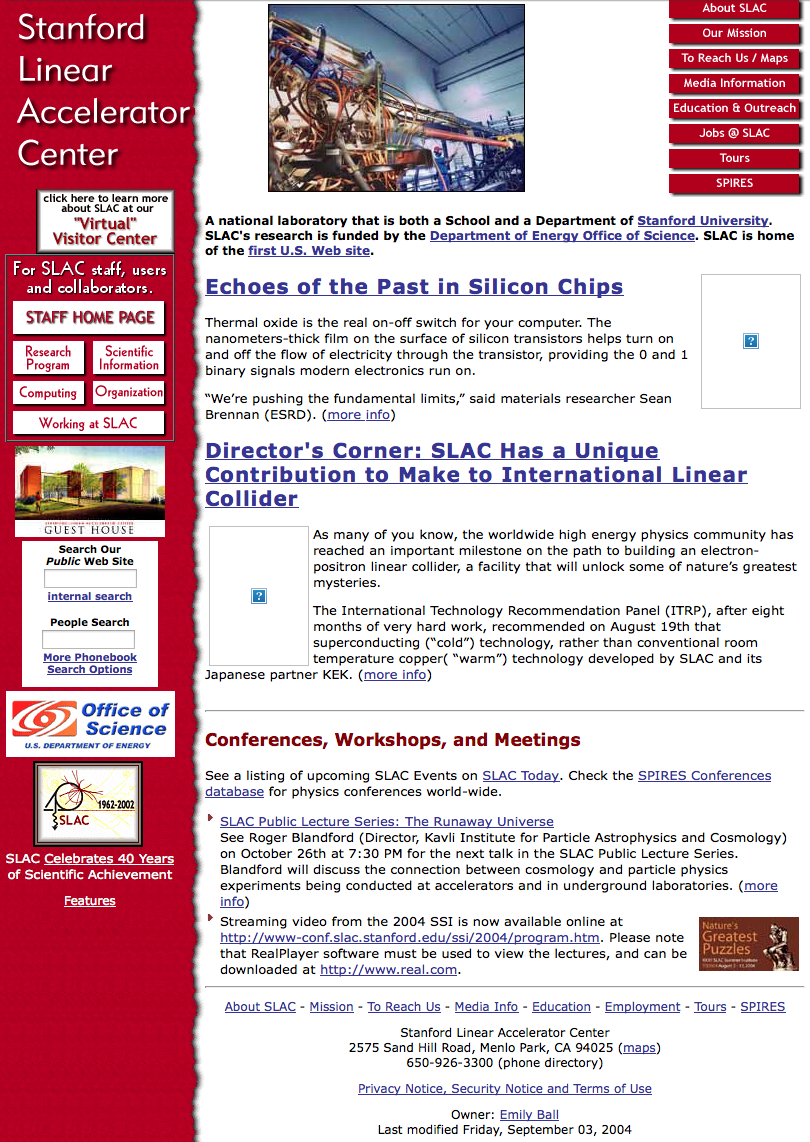 Stanford
Linear
Accelerator
Center
click here to learn more
about SLAC at our
"Virtual"
Visitor Center
For SLAC staff, users
and collaborators.
STAFF HOME PAGE
Research
Program
Scientific
Information
Computing
Organization
Working at SLAC
STANFORD LINEAR ACCELERATOR CENTER
GUEST HOUSE
Search Our
Public Web Site
internal search
People Search
More Phonebook
Search Options
Office of
Science
U.S. DEPARTMENT OF ENERGY
40
1962-2002
SLAC
SLAC Celebrates 40 Years
of Scientific Achievement
Features
About SLAC
Our Mission
To Reach Us / Maps
Media Information
Education & Outreach
Jobs @ SLAC
Tours
SPIRES
A national laboratory that is both a School and a Department of Stanford University.
SLAC's research is funded by the Department of Energy Office of Science. SLAC is home
of the first U.S. Web site.
Echoes of the Past in Silicon Chips
Thermal oxide is the real on-off switch for your computer. The
nanometers-thick film on the surface of silicon transistors helps turn on
and off the flow of electricity through the transistor, providing the 0 and 1
binary signals modern electronics run on.
“We’re pushing the fundamental limits,” said materials researcher Sean
Brennan (ESRD). (more info)
Director's Corner: SLAC Has a Unique
Contribution to Make to International Linear
Collider
As many of you know, the worldwide high energy physics community has
reached an important milestone on the path to building an electron-
positron linear collider, a facility that will unlock some of nature’s greatest
mysteries.
The International Technology Recommendation Panel (ITRP), after eight
months of very hard work, recommended on August 19th that
superconducting (“cold”) technology, rather than conventional room
temperature copper( “warm”) technology developed by SLAC and its
Japanese partner KEK. (more info)
Conferences, Workshops, and Meetings
See a listing of upcoming SLAC Events on SLAC Today. Check the SPIRES Conferences
database for physics conferences world-wide.
SLAC Public Lecture Series: The Runaway Universe
See Roger Blandford (Director, Kavli Institute for Particle Astrophysics and Cosmology)
on October 26th at 7:30 PM for the next talk in the SLAC Public Lecture Series.
Blandford will discuss the connection between cosmology and particle physics
experiments being conducted at accelerators and in underground laboratories. (more
info)
Streaming video from the 2004 SSI is now available online at
http://www-conf.slac.stanford.edu/ssi/2004/program.htm. Please note
that RealPlayer software must be used to view the lectures, and can be
downloaded at http://www.real.com.
Nature's
Greatest
Puzzles
About SLAC - Mission - To Reach Us - Media Info - Education - Employment - Tours - SPIRES
Stanford Linear Accelerator Center
2575 Sand Hill Road, Menlo Park, CA 94025 (maps)
650-926-3300 (phone directory)
Privacy Notice, Security Notice and Terms of Use
Owner: Emily Ball
Last modified Friday, September 03, 2004